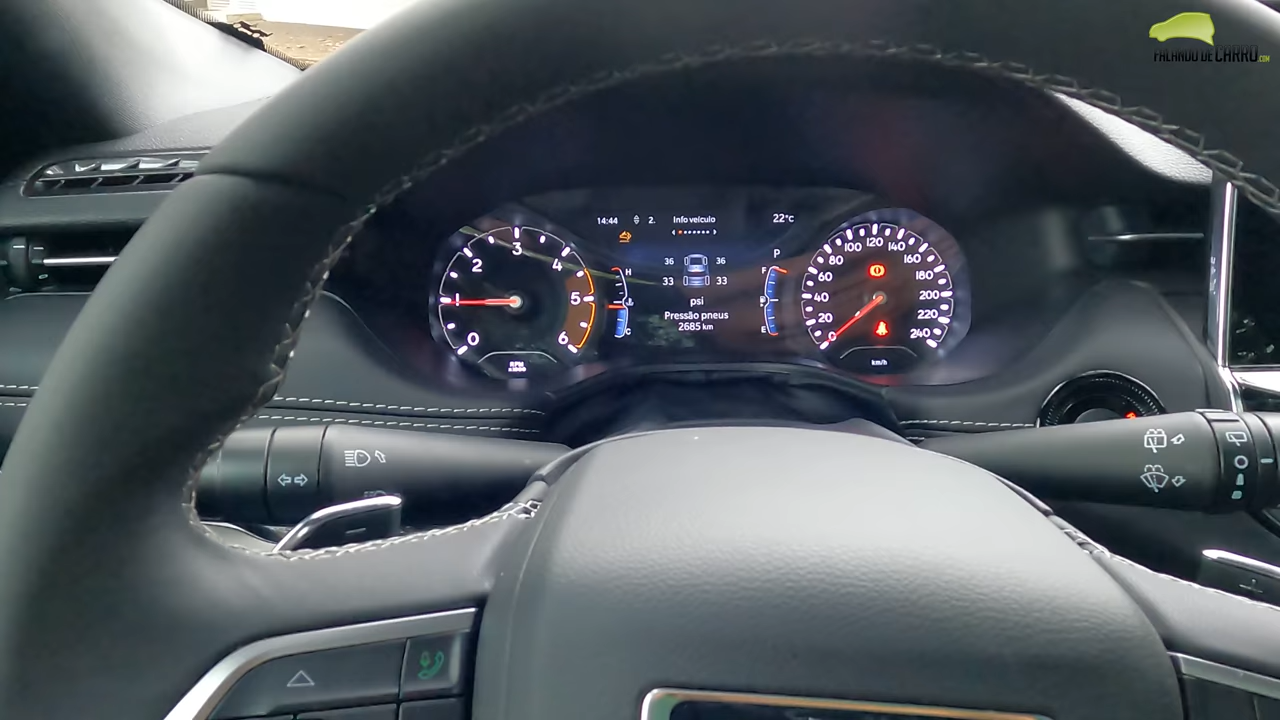 FALANDO DE CARRO.COM
14:44 2. Info veículo 22°C
36 36
33 33
psi
Pressão pneus
2685 km
P
H
C
F
E
0 1 2 3 4 5 6
RPM
x1000
0 20 40 60 80 100 120 140 160 180 200 220 240
km/h